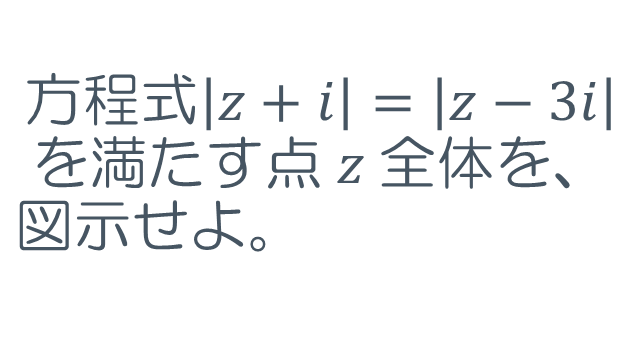 方程式|z + i| = |z − 3i|
を満たす点 z 全体を、
図示せよ。